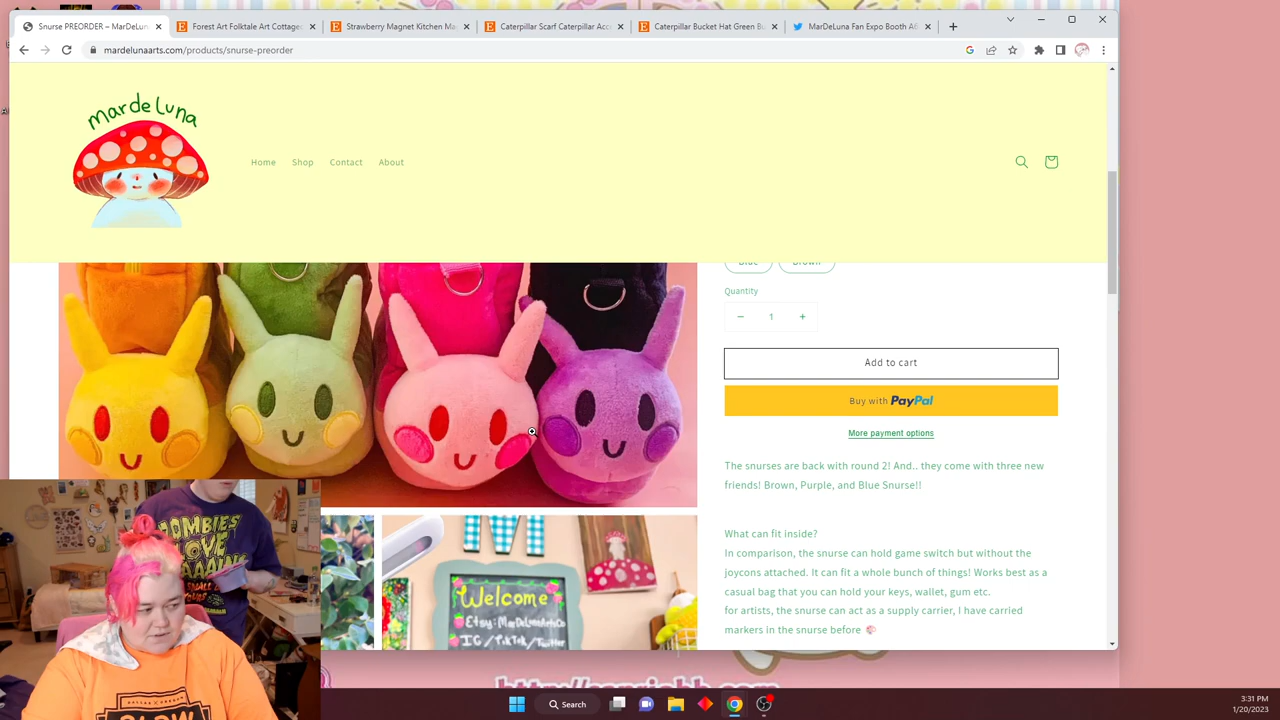 Snurse PREORDER – MarDeLun
Forest Art Folktale Art Cottage
Strawberry Magnet Kitchen Ma
Caterpillar Scarf Caterpillar Acc
Caterpillar Bucket Hat Green Bu
MarDeLuna Fan Expo Booth A6
mardelunaarts.com/products/snurse-preorder
mar de Luna
Home
Shop
Contact
About
Blue
Brown
Quantity
1
Add to cart
Buy with PayPal
More payment options
The snurses are back with round 2! And.. they come with three new
friends! Brown, Purple, and Blue Snurse!!
What can fit inside?
In comparison, the snurse can hold game switch but without the
joycons attached. It can fit a whole bunch of things! Works best as a
casual bag that you can hold your keys, wallet, gum etc.
for artists, the snurse can act as a supply carrier, I have carried
markers in the snurse before
M
Welcome
Etsy: MarDeLunaArtsCo
IG/TikTok/Twitter
ZOMBIES
LOVE
Search
3:31 PM
1/20/2023